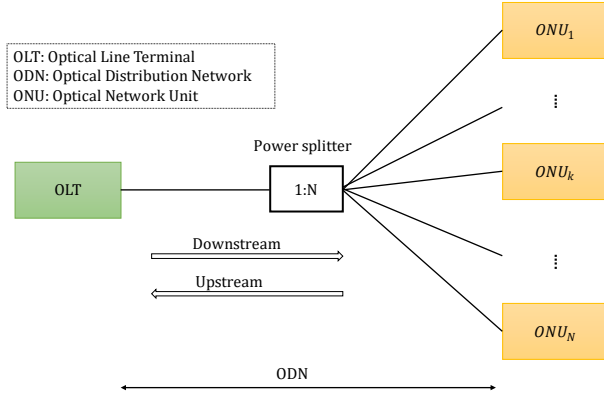 OLT: Optical Line Terminal
ODN: Optical Distribution Network
ONU: Optical Network Unit
ONU₁
Power splitter
OLT
1:N
ONUₖ
Downstream
Upstream
ONU_N
ODN